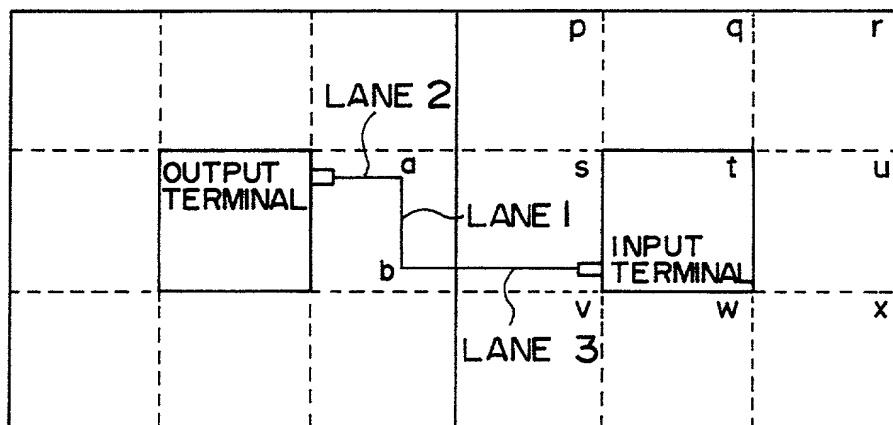 p q r
LANE 2
OUTPUT TERMINAL
a
s
t
u
LANE 1
b
INPUT TERMINAL
v w x
LANE 3